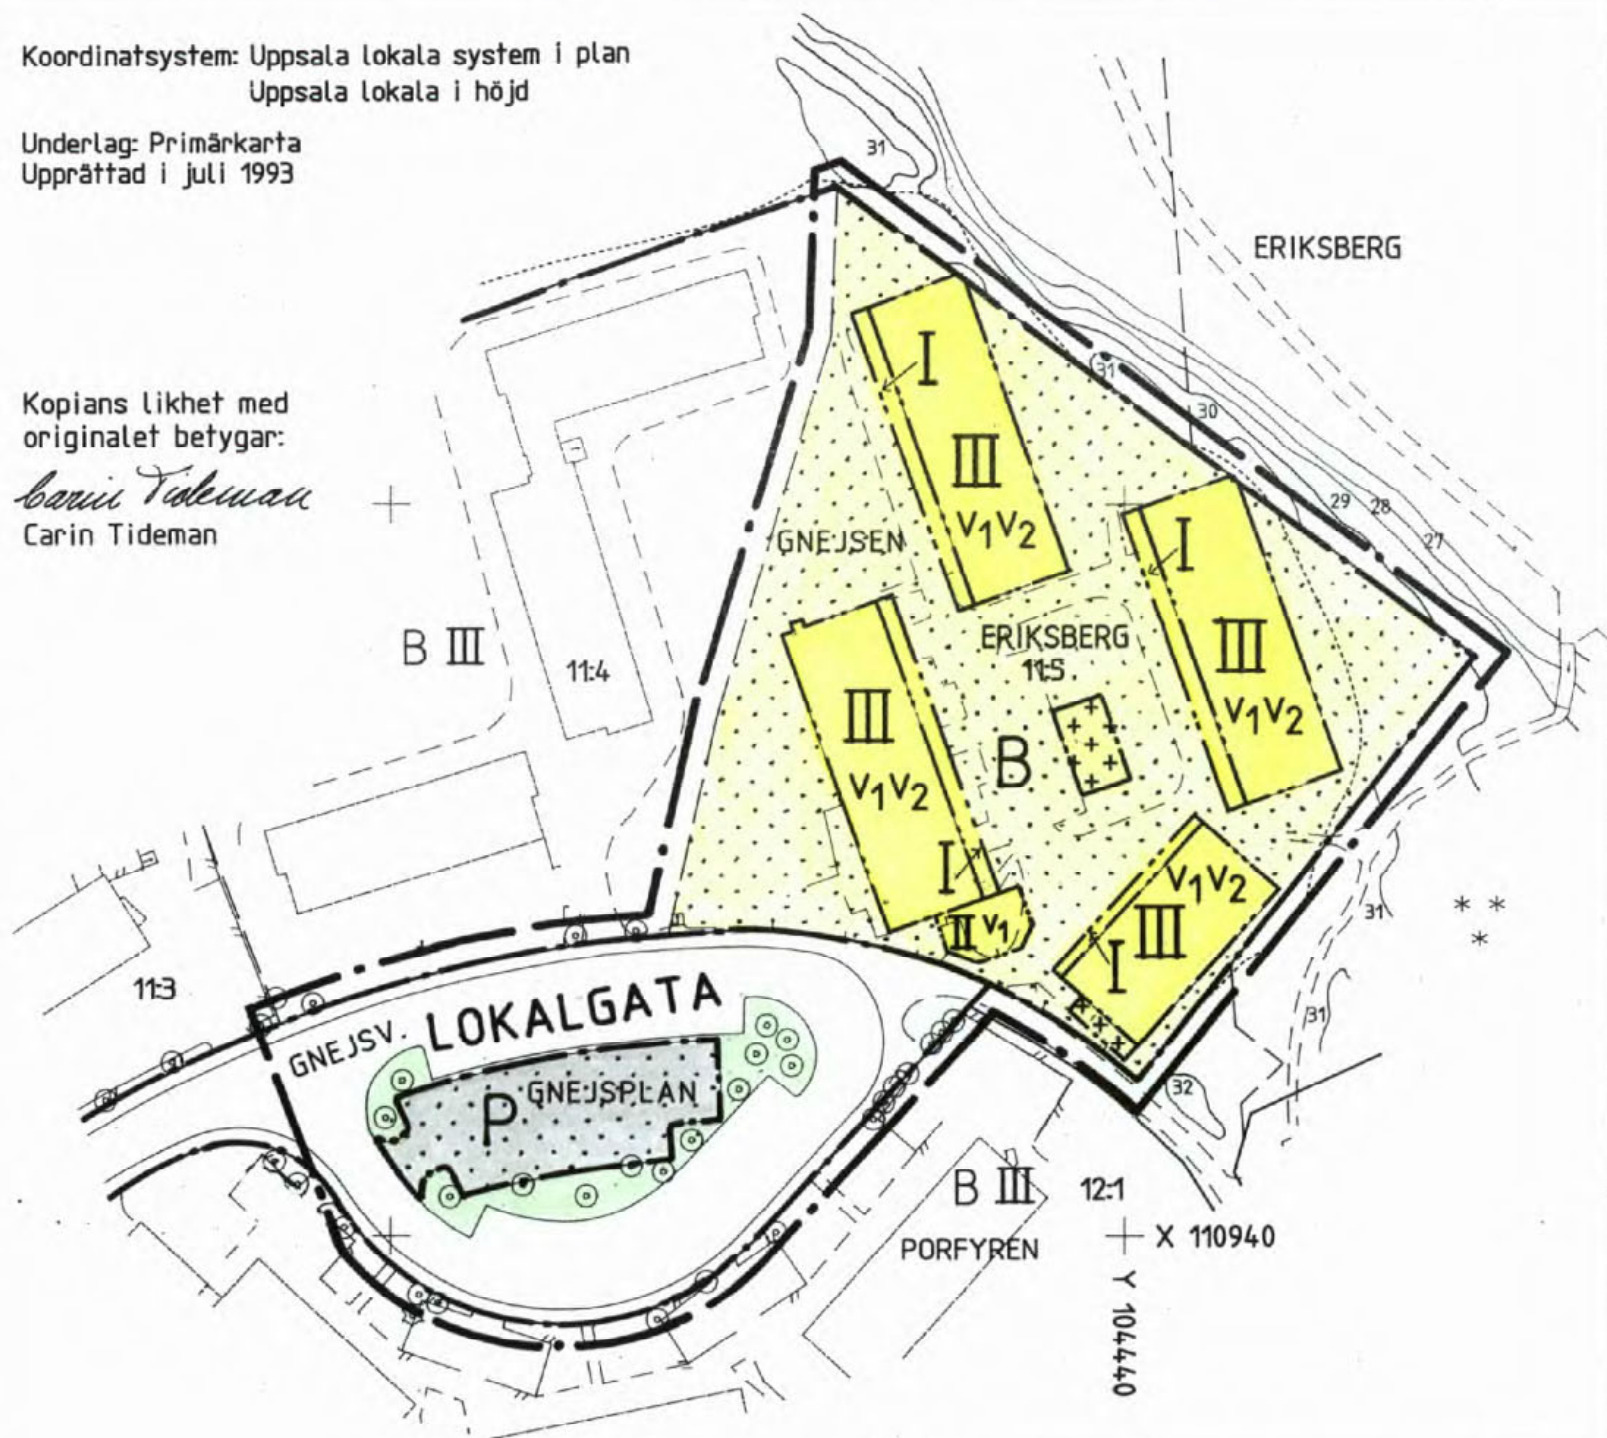 Koordinatsystem: Uppsala lokala system i plan
Uppsala lokala i höjd
Underlag: Primärkarta
Upprättad i juli 1993
31
ERIKSBERG
I
31
Kopians likhet med
originalet betygar:
Carin Tideman
Carin Tideman
30
III
29
28
27
V1V2
GNEJSEN
I
B III
11:4
ERIKSBERG
11:5
III
III
V1V2
B
V1V2
I
V1V2
II V1
III
I
31
* *
*
11:3
LOKALGATA
GNEJSV.
31
P
GNEJSPLAN
32
B III
12:1
PORFYREN
X 110940
Y 104440